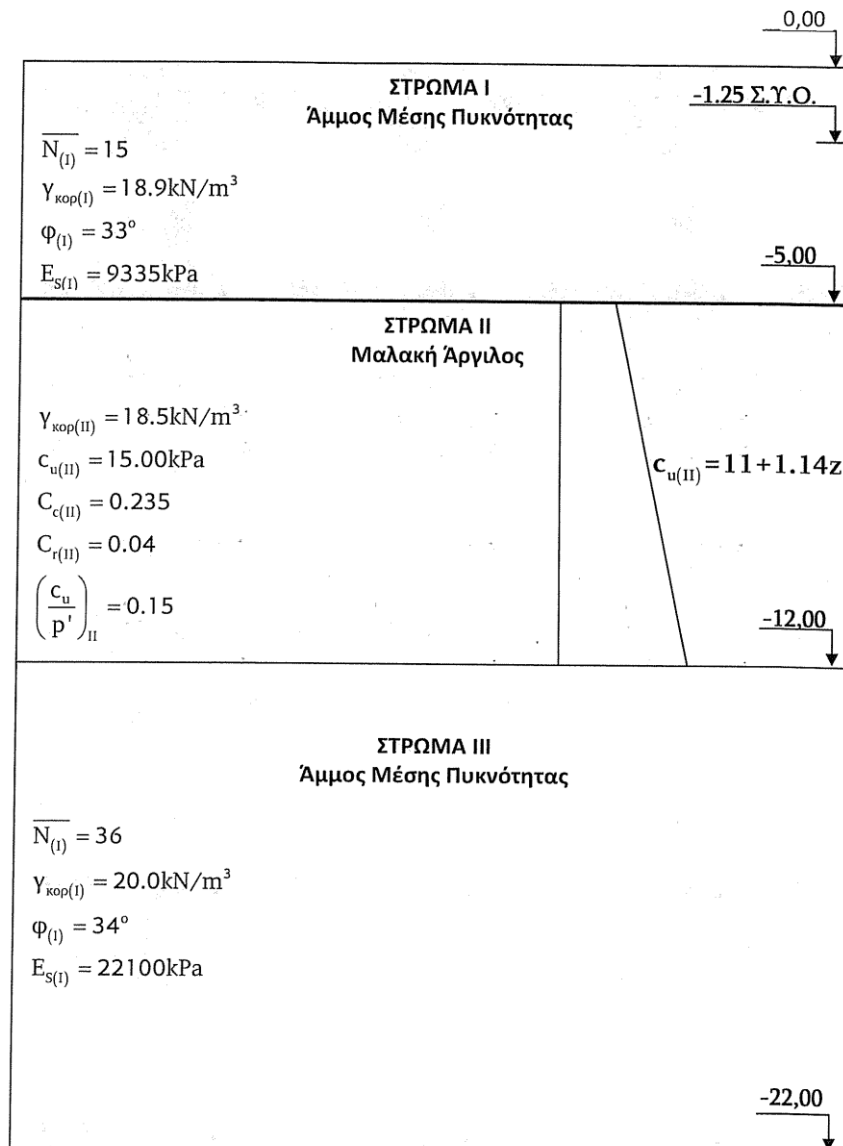 0,00
ΣΤΡΩΜΑ Ι
Άμμος Μέσης Πυκνότητας
-1.25 Σ.Υ.Ο.
N(I) = 15
γκορ(I) = 18.9kN/m³
φ(I) = 33°
ES(I) = 9335kPa
-5,00
ΣΤΡΩΜΑ ΙΙ
Μαλακή Άργιλος
γκορ(II) = 18.5kN/m³
cu(II) = 15.00kPa
cu(II) = 11+1.14z
Cc(II) = 0.235
Cr(II) = 0.04
(cu/p')II = 0.15
-12,00
ΣΤΡΩΜΑ ΙΙΙ
Άμμος Μέσης Πυκνότητας
N(I) = 36
γκορ(I) = 20.0kN/m³
φ(I) = 34°
ES(I) = 22100kPa
-22,00